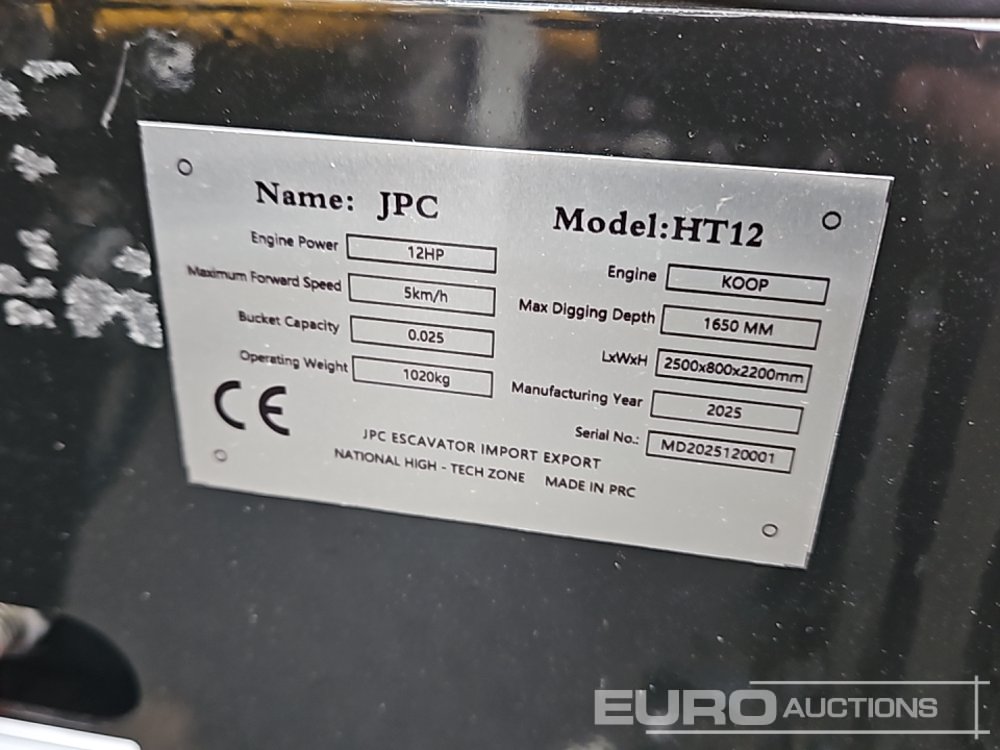 Name: JPC
Engine Power 12HP
Maximum Forward Speed 5km/h
Bucket Capacity 0.025
Operating Weight 1020kg
Model:HT12
Engine KOOP
Max Digging Depth 1650 MM
LxWxH 2500x800x2200mm
Manufacturing Year 2025
Serial No.: MD2025120001
CE
JPC ESCAVATOR IMPORT EXPORT
NATIONAL HIGH - TECH ZONE MADE IN PRC
EURO AUCTIONS